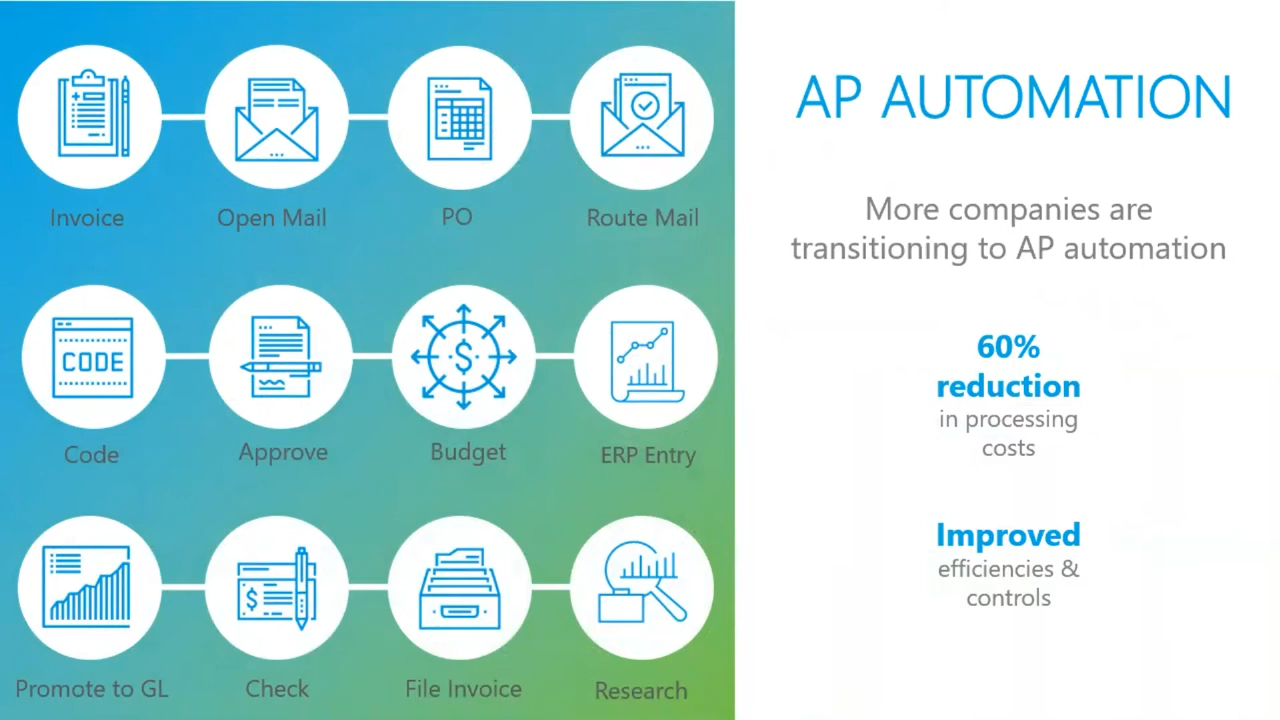 AP AUTOMATION
More companies are
transitioning to AP automation
60%
reduction
in processing
costs
Improved
efficiencies &
controls
Invoice
Open Mail
PO
Route Mail
CODE
Code
Approve
$
Budget
ERP Entry
Promote to GL
$
Check
File Invoice
Research